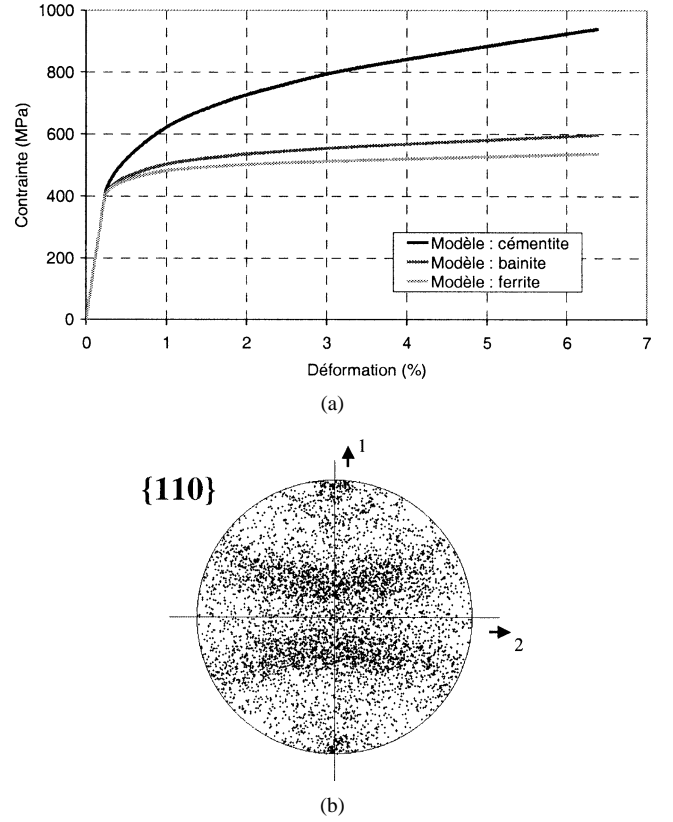 1000
800
600
400
200
0
Contrainte (MPa)
Modèle : cémentite
Modèle : bainite
Modèle : ferrite
0 1 2 3 4 5 6 7
Déformation (%)
(a)
{110}
1
2
(b)